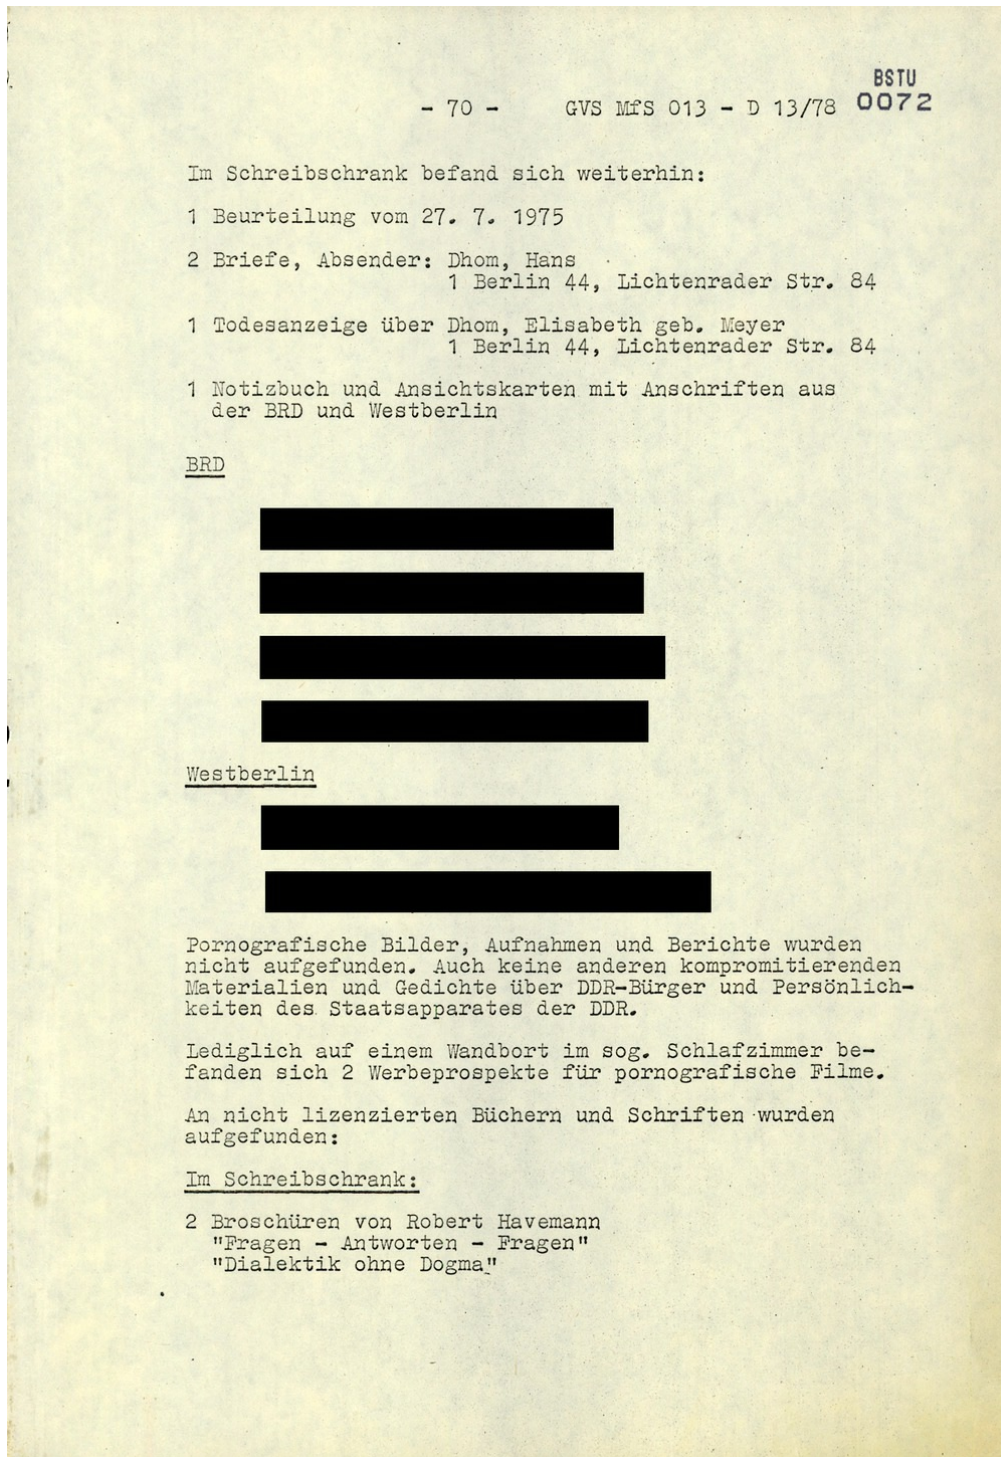 BSTU
0072
- 70 - GVS MfS 013 - D 13/78
Im Schreibschrank befand sich weiterhin:
1 Beurteilung vom 27. 7. 1975
2 Briefe, Absender: Dhom, Hans
1 Berlin 44, Lichtenrader Str. 84
1 Todesanzeige über Dhom, Elisabeth geb. Meyer
1 Berlin 44, Lichtenrader Str. 84
1 Notizbuch und Ansichtskarten mit Anschriften aus
der BRD und Westberlin
BRD
Westberlin
Pornografische Bilder, Aufnahmen und Berichte wurden
nicht aufgefunden. Auch keine anderen kompromitierenden
Materialien und Gedichte über DDR-Bürger und Persönlich-
keiten des Staatsapparates der DDR.
Lediglich auf einem Wandbort im sog. Schlafzimmer be-
fanden sich 2 Werbeprospekte für pornografische Filme.
An nicht lizenzierten Büchern und Schriften wurden
aufgefunden:
Im Schreibschrank:
2 Broschüren von Robert Havemann
"Fragen - Antworten - Fragen"
"Dialektik ohne Dogma"